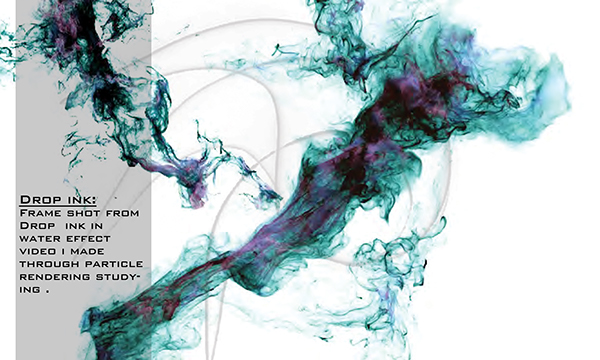 Drop ink:
Frame shot from
Drop ink in
water effect
video i made
through particle
rendering study-
ing .